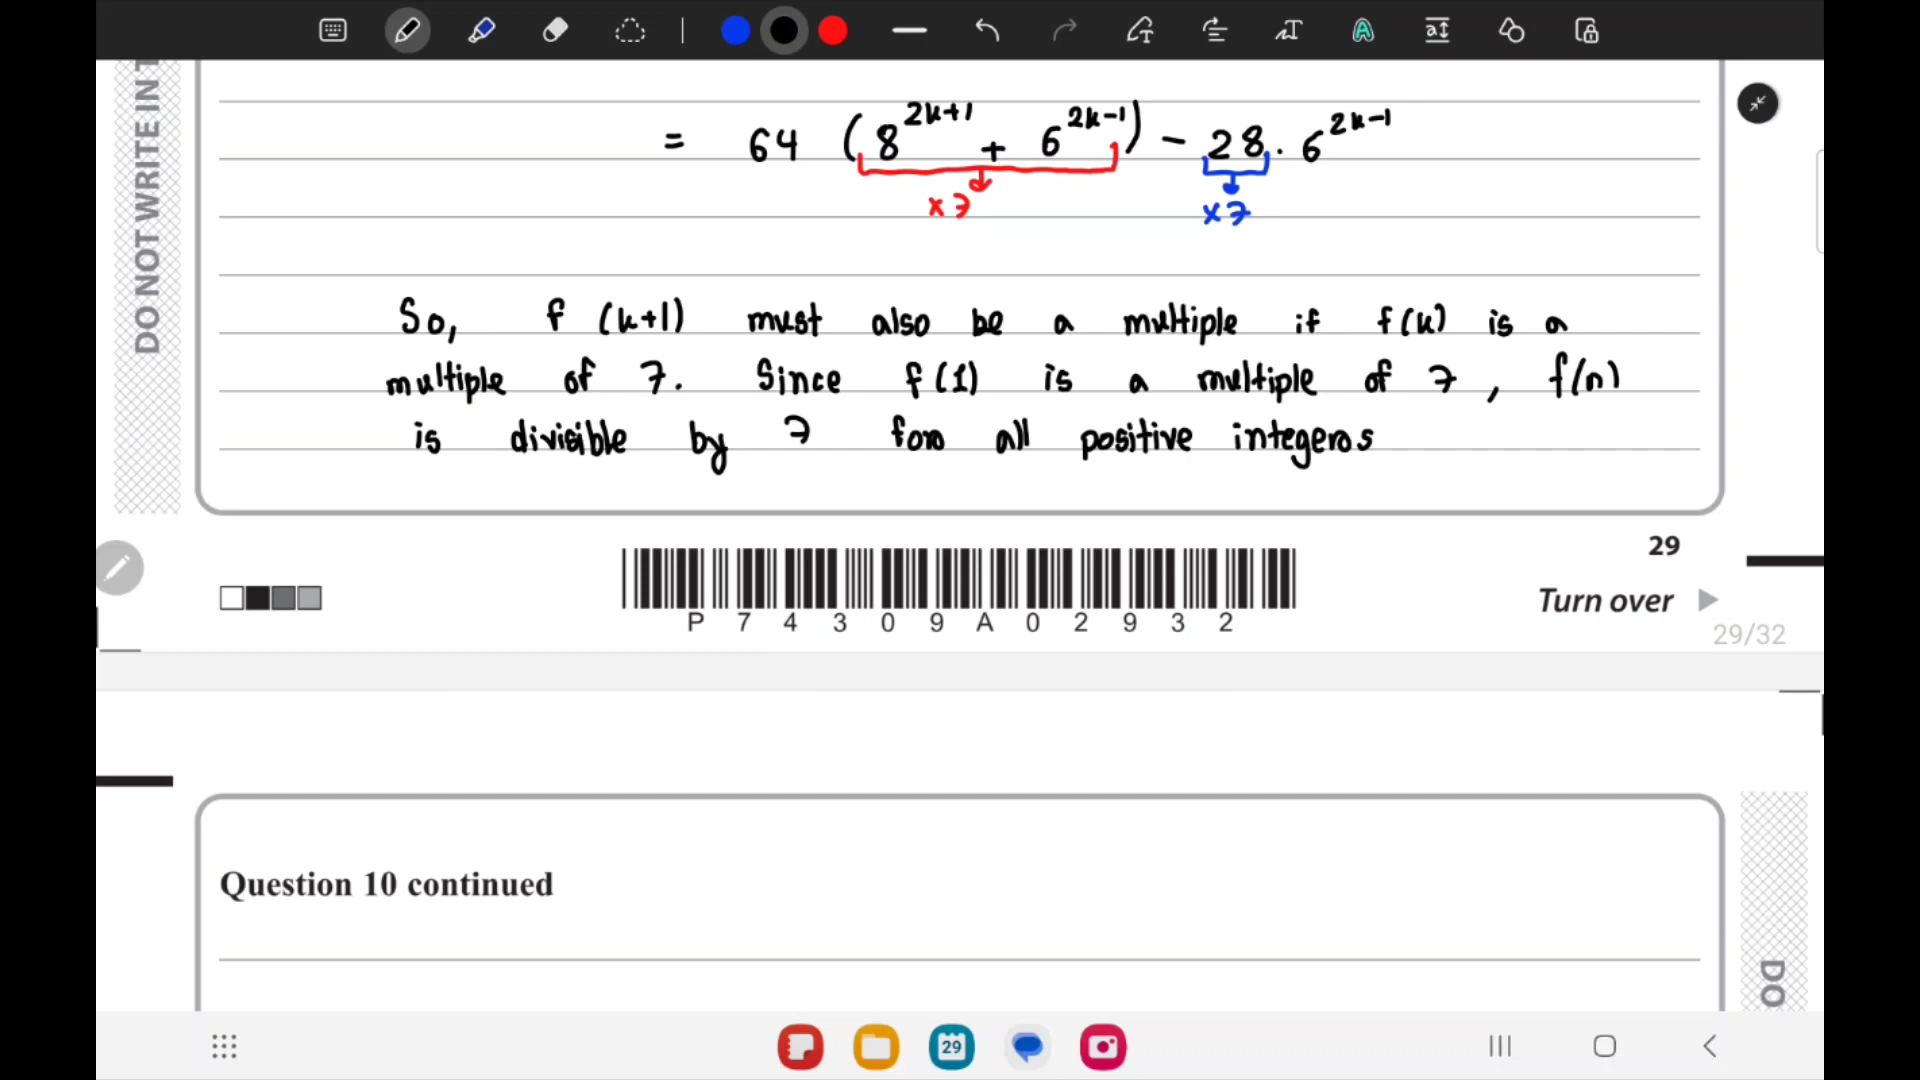 DO NOT WRITE IN T
= 64 (8^{2k+1} + 6^{2k-1}) - 28 . 6^{2k-1}
x 7 x 7
So, f (k+1) must also be a multiple if f(k) is a
multiple of 7. Since f (1) is a multiple of 7, f(n)
is divisible by 7 for all positive integers
29
P 7 4 3 0 9 A 0 2 9 3 2
Turn over
29/32
Question 10 continued
DO
29